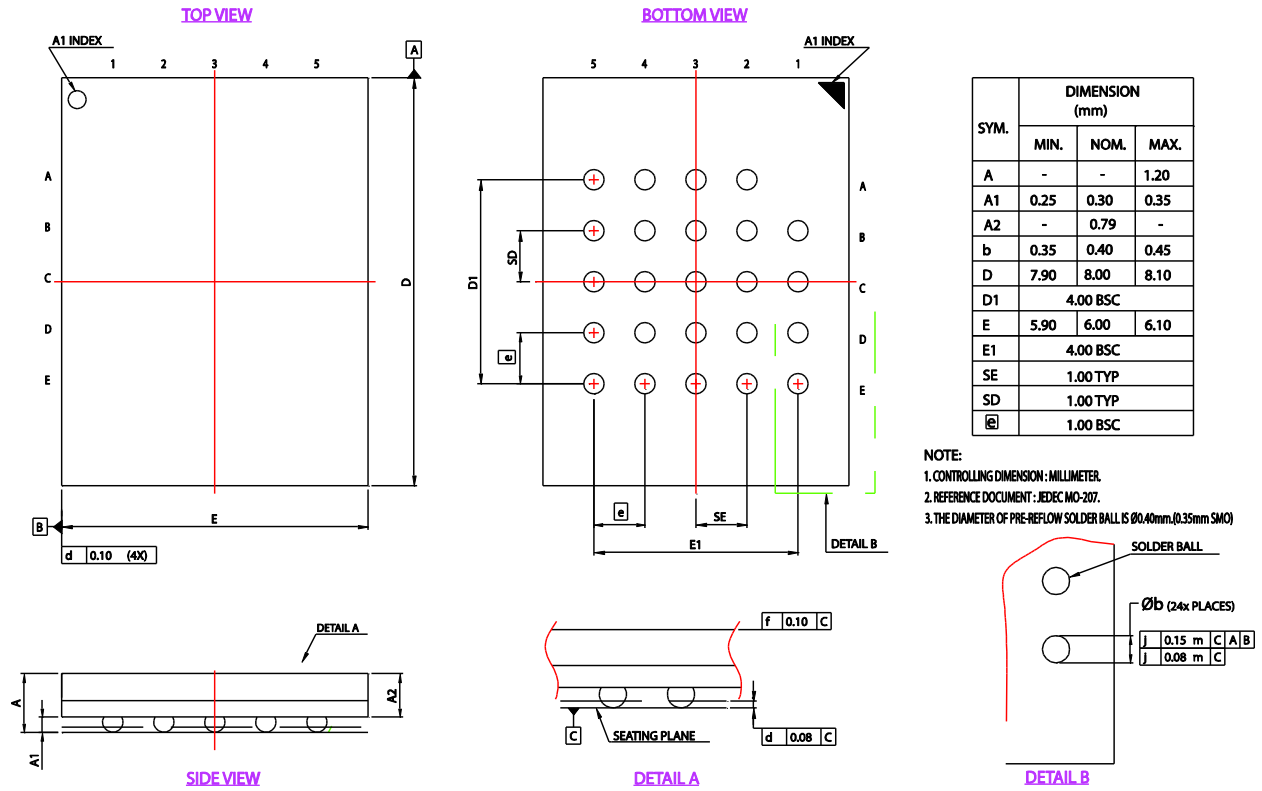 TOP VIEW
A1 INDEX
1 2 3 4 5
A
A
B
C
D
E
D
E
B
d 0.10 (4X)
BOTTOM VIEW
A1 INDEX
5 4 3 2 1
A
B
C
D
E
SD
D1
e
e
SE
E1
DETAIL B
SYM.
DIMENSION
(mm)
MIN. NOM. MAX.
A - - 1.20
A1 0.25 0.30 0.35
A2 - 0.79 -
b 0.35 0.40 0.45
D 7.90 8.00 8.10
D1 4.00 BSC
E 5.90 6.00 6.10
E1 4.00 BSC
SE 1.00 TYP
SD 1.00 TYP
e 1.00 BSC
NOTE:
1. CONTROLLING DIMENSION : MILLIMETER.
2. REFERENCE DOCUMENT : JEDEC MO-207.
3. THE DIAMETER OF PRE-REFLOW SOLDER BALL IS Ø0.40mm.(0.35mm SMO)
DETAIL A
A
A1
A2
SIDE VIEW
f 0.10 C
C
SEATING PLANE
d 0.08 C
DETAIL A
SOLDER BALL
Øb (24x PLACES)
j 0.15 m C A B
j 0.08 m C
DETAIL B